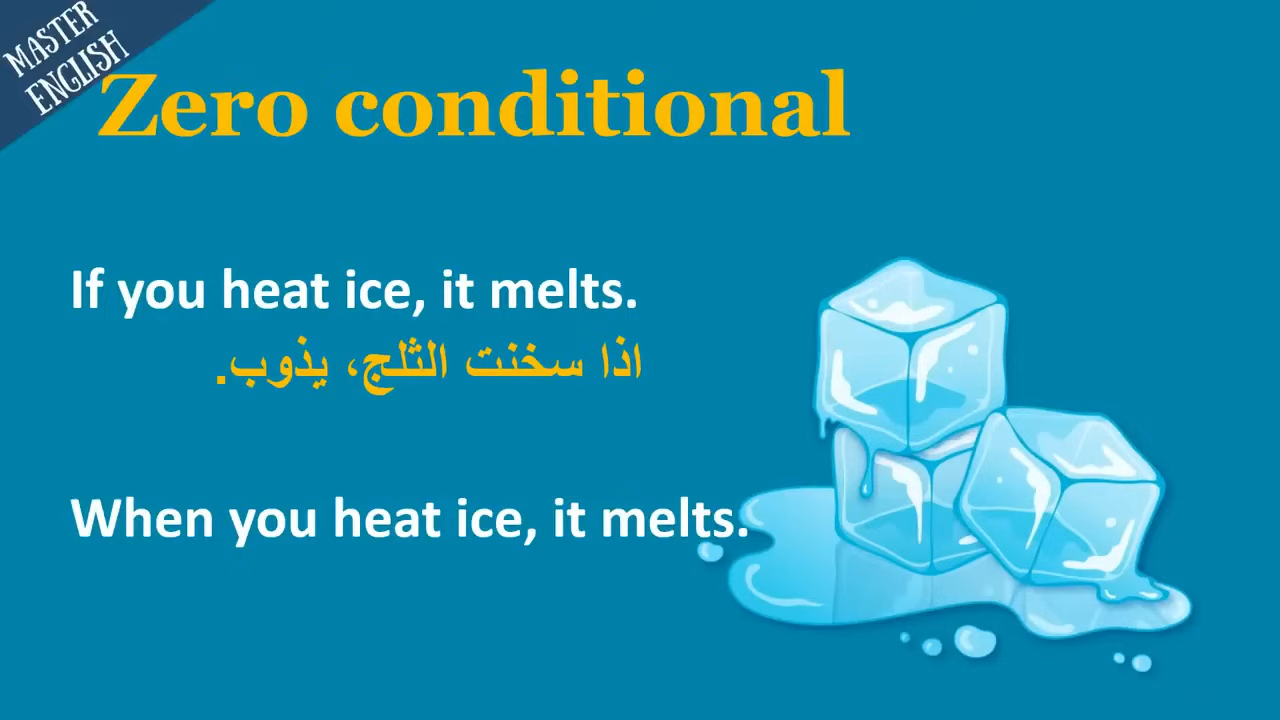 MASTER
ENGLISH
Zero conditional
If you heat ice, it melts.
اذا سخنت الثلج، يذوب.
When you heat ice, it melts.